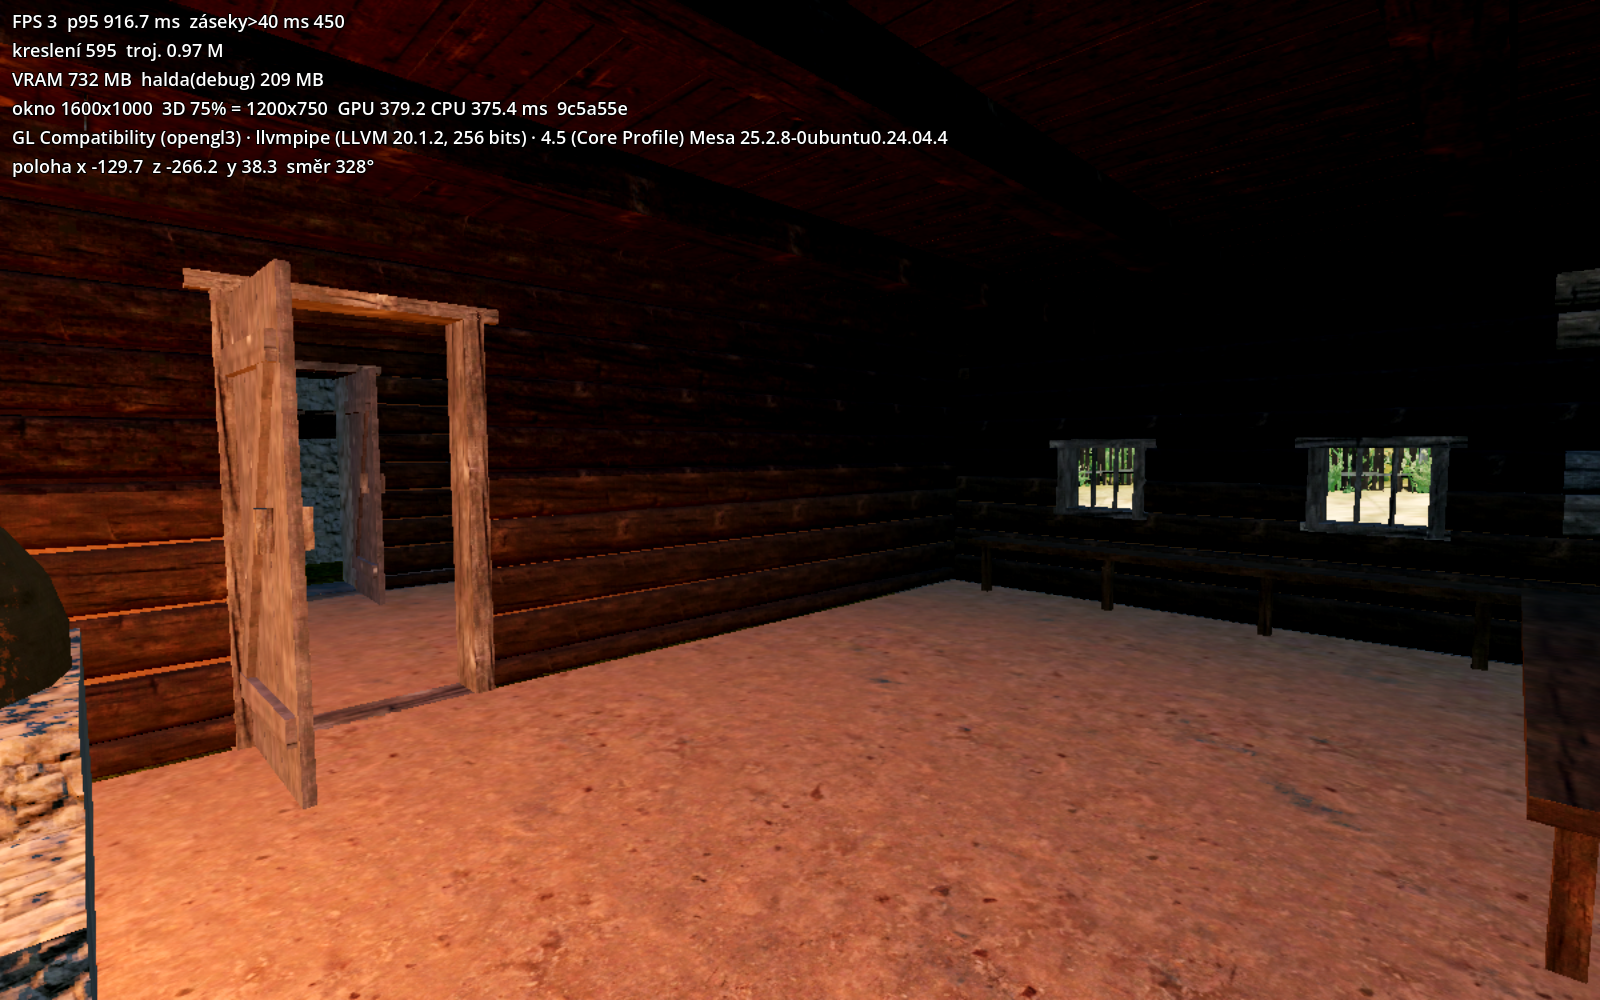 FPS 3  p95 916.7 ms  záseky>40 ms 450
kreslení 595  troj. 0.97 M
VRAM 732 MB  halda(debug) 209 MB
okno 1600x1000  3D 75% = 1200x750  GPU 379.2 CPU 375.4 ms  9c5a55e
GL Compatibility (opengl3) · llvmpipe (LLVM 20.1.2, 256 bits) · 4.5 (Core Profile) Mesa 25.2.8-0ubuntu0.24.04.4
poloha x -129.7  z -266.2  y 38.3  směr 328°